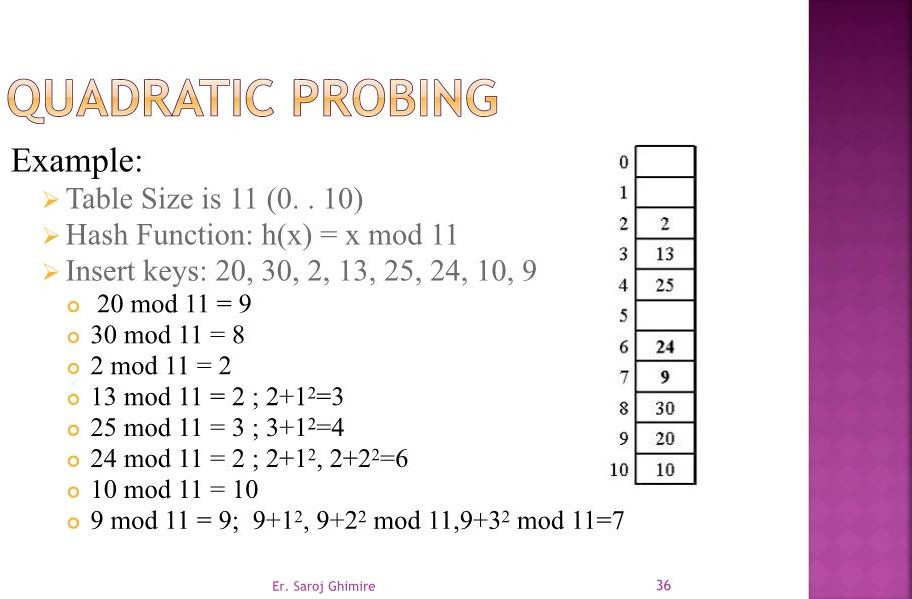 QUADRATIC PROBING
Example:
➢ Table Size is 11 (0. . 10)
➢ Hash Function: h(x) = x mod 11
➢ Insert keys: 20, 30, 2, 13, 25, 24, 10, 9
o 20 mod 11 = 9
o 30 mod 11 = 8
o 2 mod 11 = 2
o 13 mod 11 = 2 ; 2+1²=3
o 25 mod 11 = 3 ; 3+1²=4
o 24 mod 11 = 2 ; 2+1², 2+2²=6
o 10 mod 11 = 10
o 9 mod 11 = 9; 9+1², 9+2² mod 11,9+3² mod 11=7
0
1
2 2
3 13
4 25
5
6 24
7 9
8 30
9 20
10 10
Er. Saroj Ghimire
36